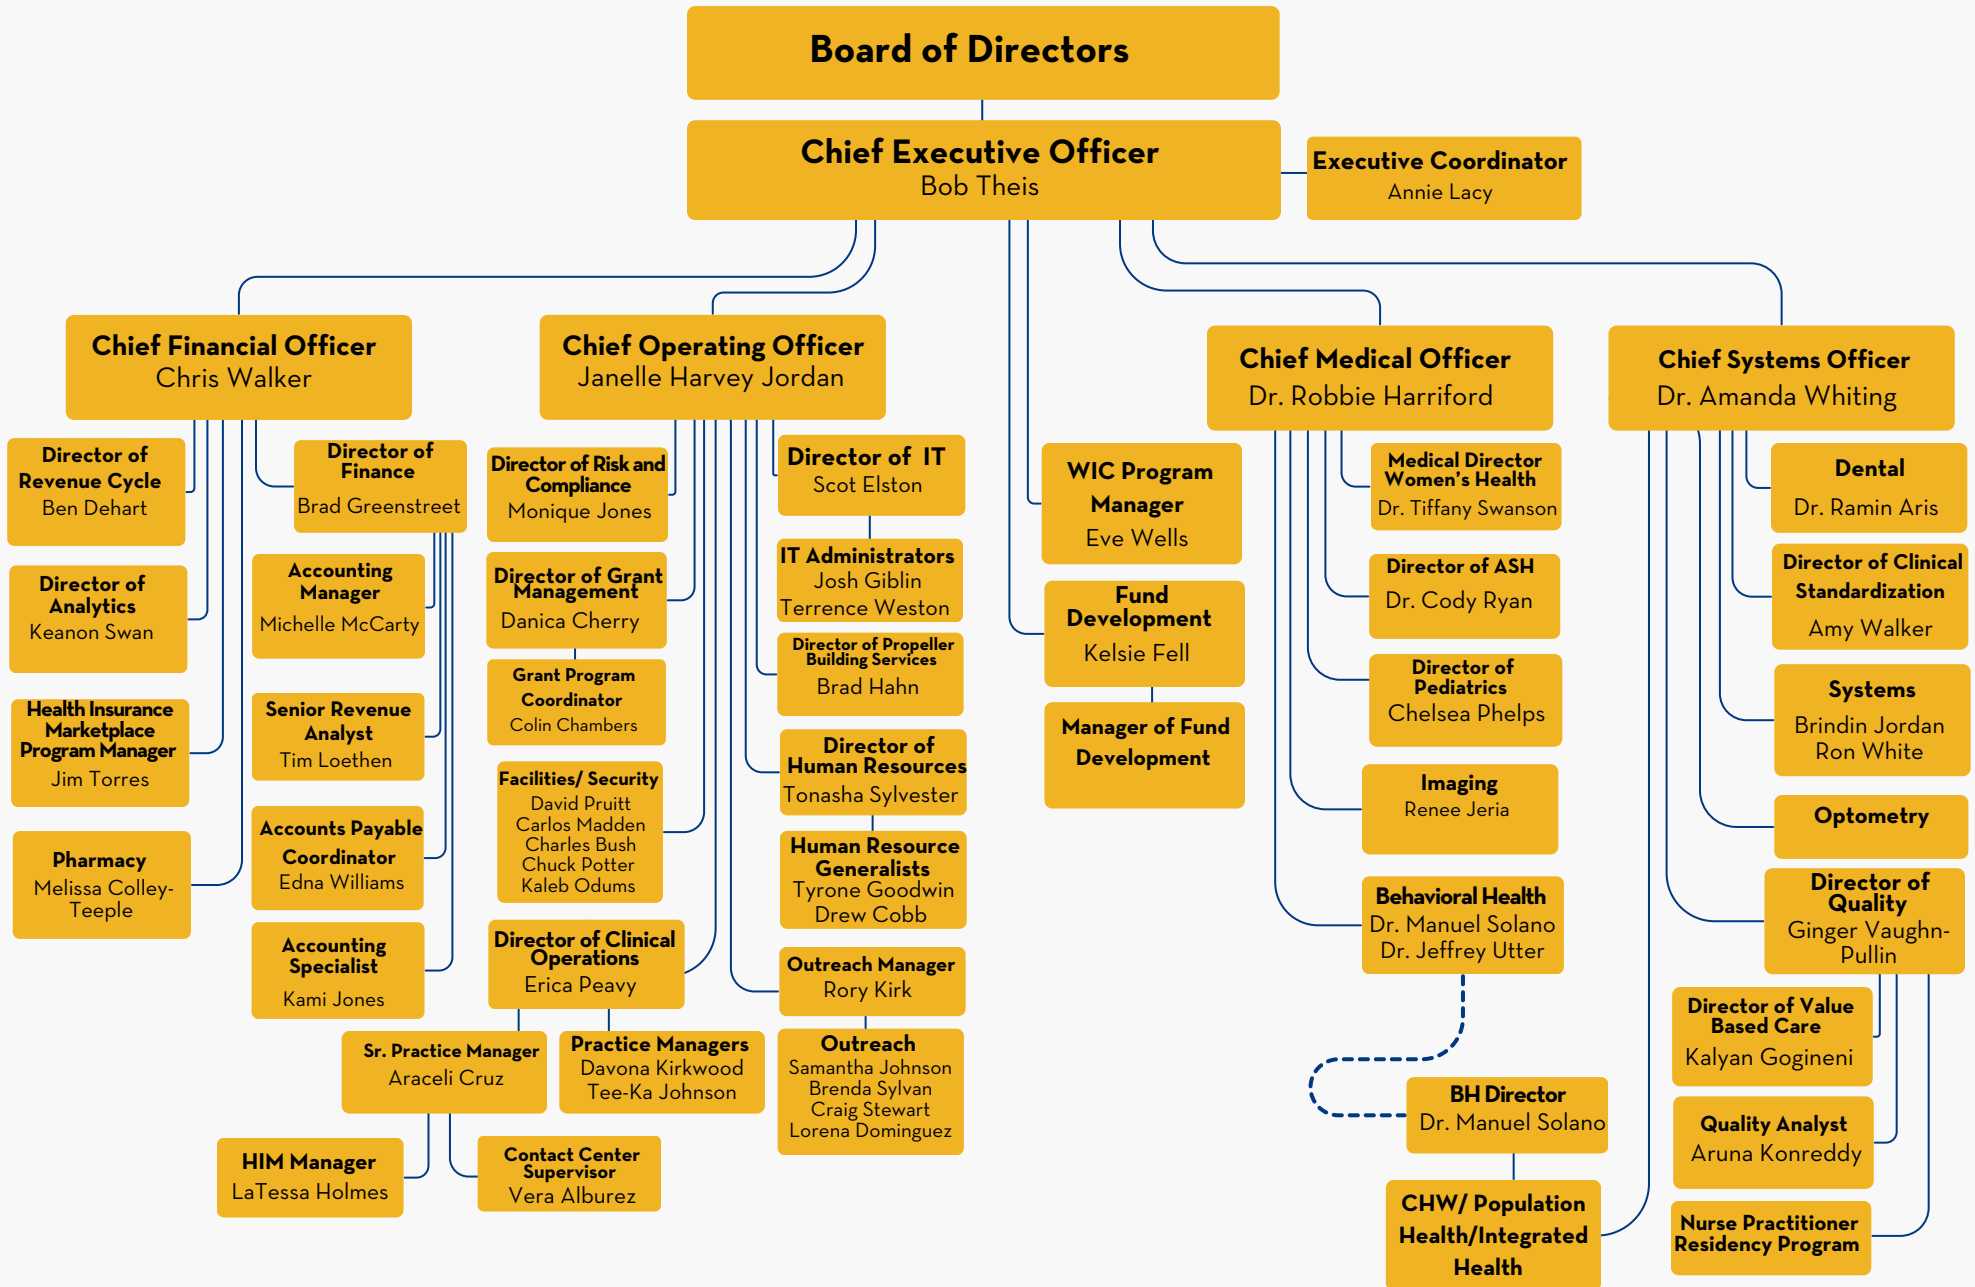 Board of Directors
Chief Executive Officer
Bob Theis
Executive Coordinator
Annie Lacy
Chief Financial Officer
Chris Walker
Director of
Revenue Cycle
Ben Dehart
Director of
Analytics
Keanon Swan
Health Insurance
Marketplace
Program Manager
Jim Torres
Pharmacy
Melissa Colley-
Teeple
Director of
Finance
Brad Greenstreet
Accounting
Manager
Michelle McCarty
Senior Revenue
Analyst
Tim Loethen
Accounts Payable
Coordinator
Edna Williams
Accounting
Specialist
Kami Jones
Chief Operating Officer
Janelle Harvey Jordan
Director of Risk and
Compliance
Monique Jones
Director of Grant
Management
Danica Cherry
Grant Program
Coordinator
Colin Chambers
Facilities/ Security
David Pruitt
Carlos Madden
Charles Bush
Chuck Potter
Kaleb Odums
Director of Clinical
Operations
Erica Peavy
Sr. Practice Manager
Araceli Cruz
Practice Managers
Davona Kirkwood
Tee-Ka Johnson
HIM Manager
LaTessa Holmes
Contact Center
Supervisor
Vera Alburez
Director of IT
Scot Elston
IT Administrators
Josh Giblin
Terrence Weston
Director of Propeller
Building Services
Brad Hahn
Director of
Human Resources
Tonasha Sylvester
Human Resource
Generalists
Tyrone Goodwin
Drew Cobb
Outreach Manager
Rory Kirk
Outreach
Samantha Johnson
Brenda Sylvan
Craig Stewart
Lorena Dominguez
WIC Program
Manager
Eve Wells
Fund
Development
Kelsie Fell
Manager of Fund
Development
Chief Medical Officer
Dr. Robbie Harriford
Medical Director
Women's Health
Dr. Tiffany Swanson
Director of ASH
Dr. Cody Ryan
Director of
Pediatrics
Chelsea Phelps
Imaging
Renee Jeria
Behavioral Health
Dr. Manuel Solano
Dr. Jeffrey Utter
BH Director
Dr. Manuel Solano
CHW/ Population
Health/Integrated
Health
Chief Systems Officer
Dr. Amanda Whiting
Dental
Dr. Ramin Aris
Director of Clinical
Standardization
Amy Walker
Systems
Brindin Jordan
Ron White
Optometry
Director of
Quality
Ginger Vaughn-
Pullin
Director of Value
Based Care
Kalyan Gogineni
Quality Analyst
Aruna Konreddy
Nurse Practitioner
Residency Program